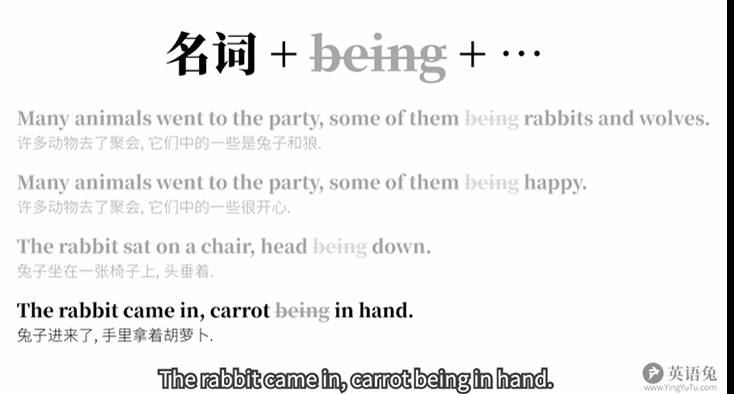 名词 + being + ···
Many animals went to the party, some of them being rabbits and wolves.
许多动物去了聚会, 它们中的一些是兔子和狼.
Many animals went to the party, some of them being happy.
许多动物去了聚会, 它们中的一些很开心.
The rabbit sat on a chair, head being down.
兔子坐在一张椅子上, 头垂着.
The rabbit came in, carrot being in hand.
兔子进来了, 手里拿着胡萝卜.
The rabbit came in, carrot being in hand.
英语兔
www.YingYuTu.com